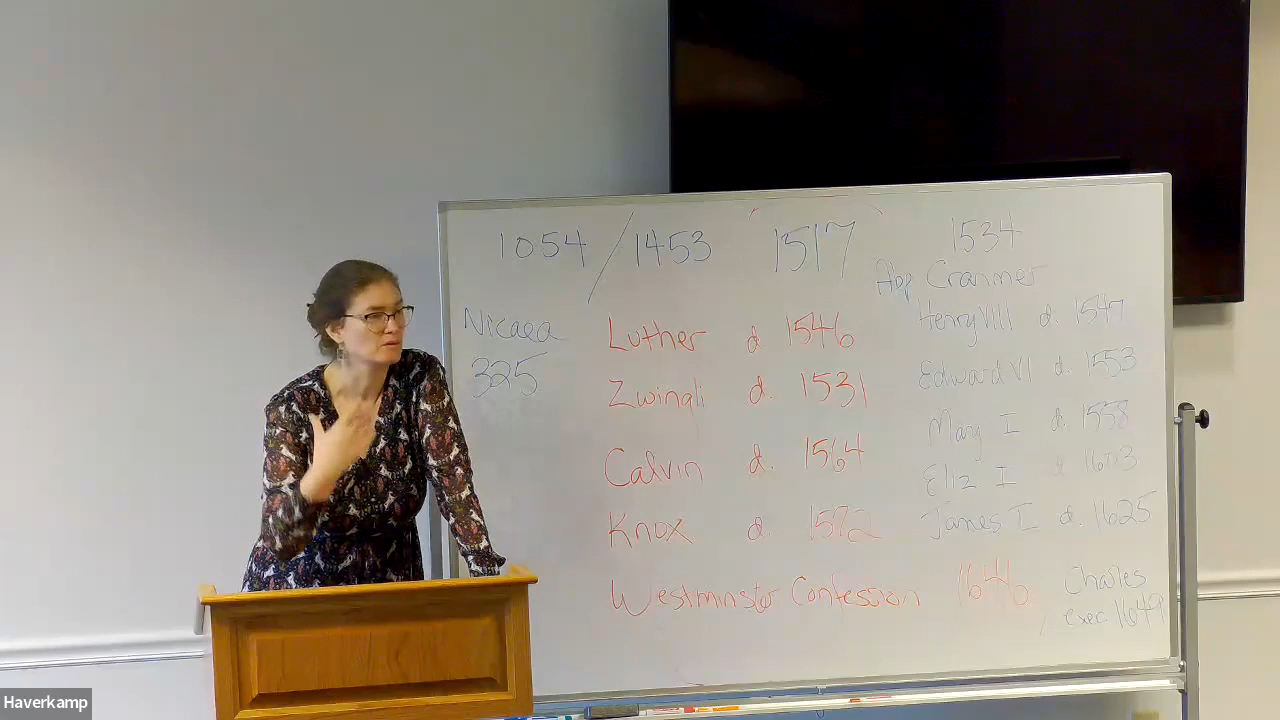 1054 / 1453 1517 1534
Abp Cranmer
Nicaea
325
Luther d 1546
Zwingli d. 1531
Calvin d. 1564
Knox d. 1572
Westminster Confession 1646
Henry VIII d. 1547
Edward VI d. 1553
Mary I d. 1558
Eliz I d 1603
James I d. 1625
Charles
exec 1649
Haverkamp